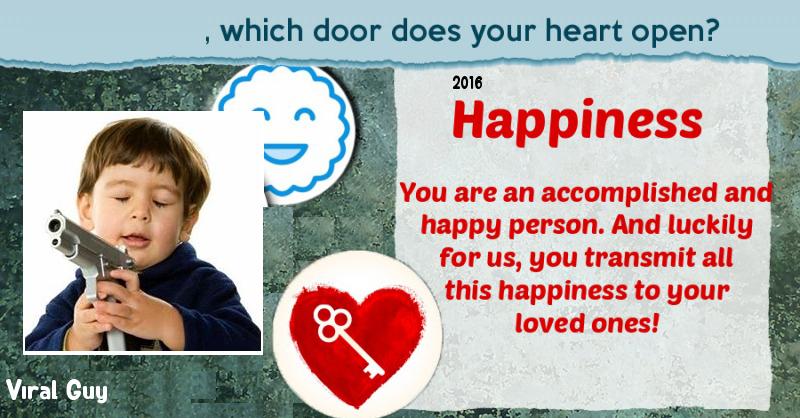 , which door does your heart open?
2016
Happiness
You are an accomplished and
happy person. And luckily
for us, you transmit all
this happiness to your
loved ones!
Viral Guy